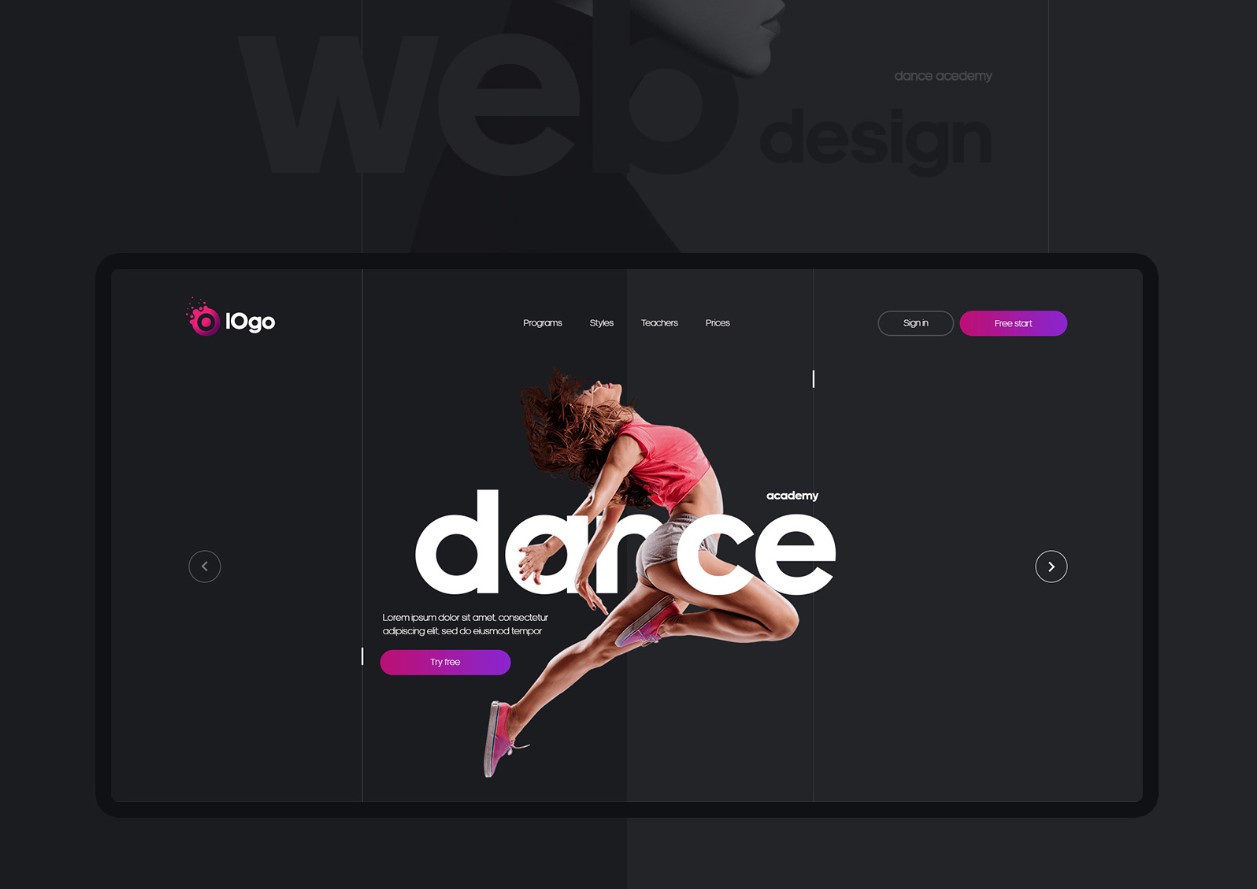 web
dance acedemy
design
lOgo
Programs
Styles
Teachers
Prices
Sign in
Free start
academy
dance
Lorem ipsum dolor sit amet, consectetur
adipiscing elit, sed do eiusmod tempor
Try free